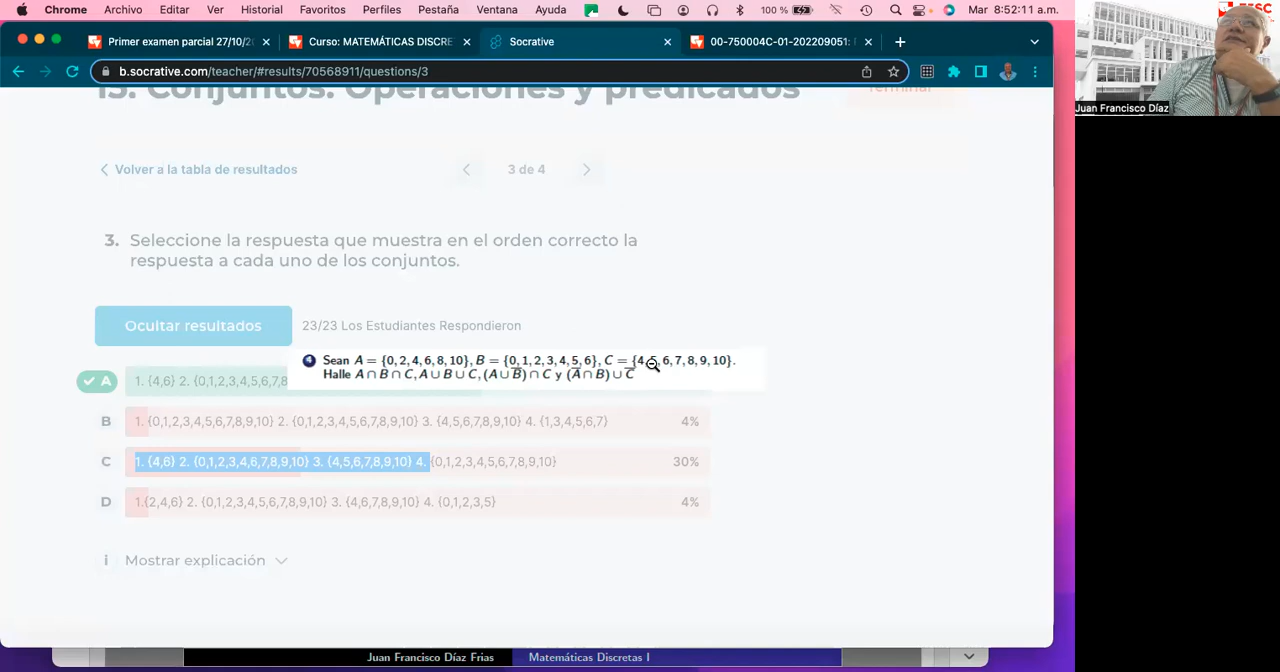 Chrome Archivo Editar Ver Historial Favoritos Perfiles Pestaña Ventana Ayuda 100 % Mar 8:52:11 a.m.
Primer examen parcial 27/10/2 Curso: MATEMÁTICAS DISCRE Socrative 00-750004C-01-202209051:
b.socrative.com/teacher/#results/70568911/questions/3
Juan Francisco Díaz
13. Conjuntos. Operaciones y predicados
Terminar
Volver a la tabla de resultados 3 de 4
3. Seleccione la respuesta que muestra en el orden correcto la
respuesta a cada uno de los conjuntos.
Ocultar resultados 23/23 Los Estudiantes Respondieron
4 Sean A = {0, 2, 4, 6, 8, 10}, B = {0, 1, 2, 3, 4, 5, 6}, C = {4, 5, 6, 7, 8, 9, 10}.
Halle A ∩ B ∩ C, A ∪ B ∪ C, (A ∪ B̅) ∩ C y (A̅ ∩ B) ∪ C̅
A 1. {4,6} 2. {0,1,2,3,4,5,6,7,8
B 1. {0,1,2,3,4,5,6,7,8,9,10} 2. {0,1,2,3,4,5,6,7,8,9,10} 3. {4,5,6,7,8,9,10} 4. {1,3,4,5,6,7} 4%
C 1. {4,6} 2. {0,1,2,3,4,6,7,8,9,10} 3. {4,5,6,7,8,9,10} 4. {0,1,2,3,4,5,6,7,8,9,10} 30%
D 1.{2,4,6} 2. {0,1,2,3,4,5,6,7,8,9,10} 3. {4,6,7,8,9,10} 4. {0,1,2,3,5} 4%
i Mostrar explicación
Juan Francisco Díaz Frias Matemáticas Discretas I